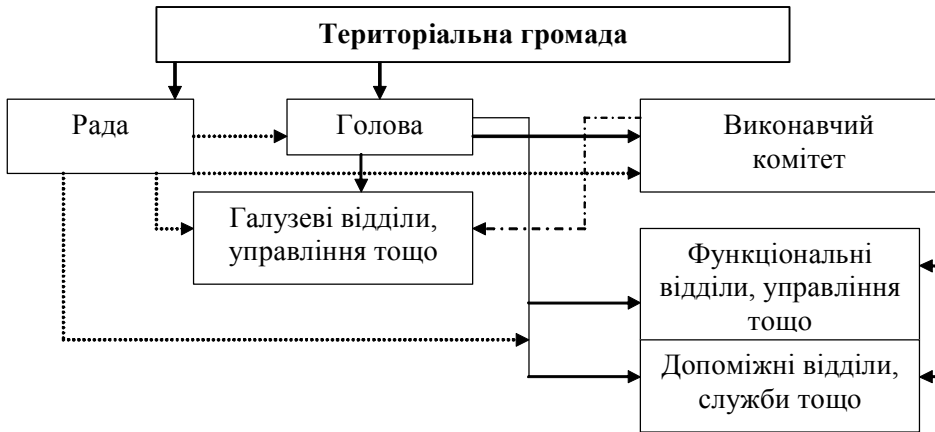 Територіальна громада
Рада
Голова
Виконавчий
комітет
Галузеві відділи,
управління тощо
Функціональні
відділи, управління
тощо
Допоміжні відділи,
служби тощо